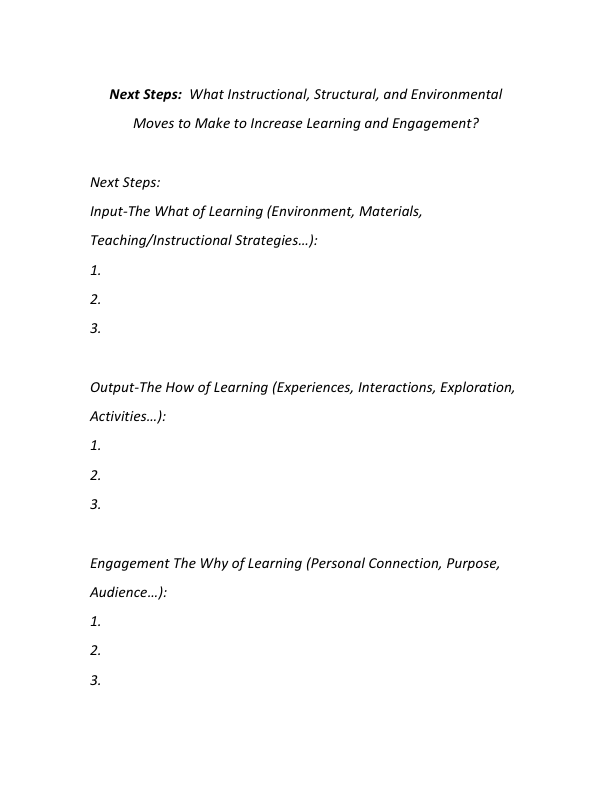 Next Steps:  What Instructional, Structural, and Environmental
Moves to Make to Increase Learning and Engagement?
Next Steps:
Input-The What of Learning (Environment, Materials,
Teaching/Instructional Strategies…):
1.
2.
3.
Output-The How of Learning (Experiences, Interactions, Exploration,
Activities…):
1.
2.
3.
Engagement The Why of Learning (Personal Connection, Purpose,
Audience…):
1.
2.
3.